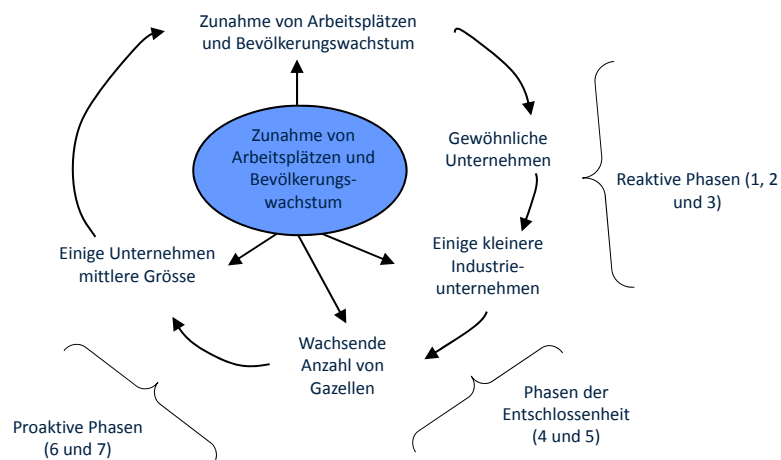 Zunahme von Arbeitsplätzen
und Bevölkerungswachstum
Zunahme von
Arbeitsplätzen und
Bevölkerungs-
wachstum
Gewöhnliche
Unternehmen
Reaktive Phasen (1, 2
und 3)
Einige kleinere
Industrie-
unternehmen
Einige Unternehmen
mittlere Grösse
Wachsende
Anzahl von
Gazellen
Phasen der
Entschlossenheit
(4 und 5)
Proaktive Phasen
(6 und 7)